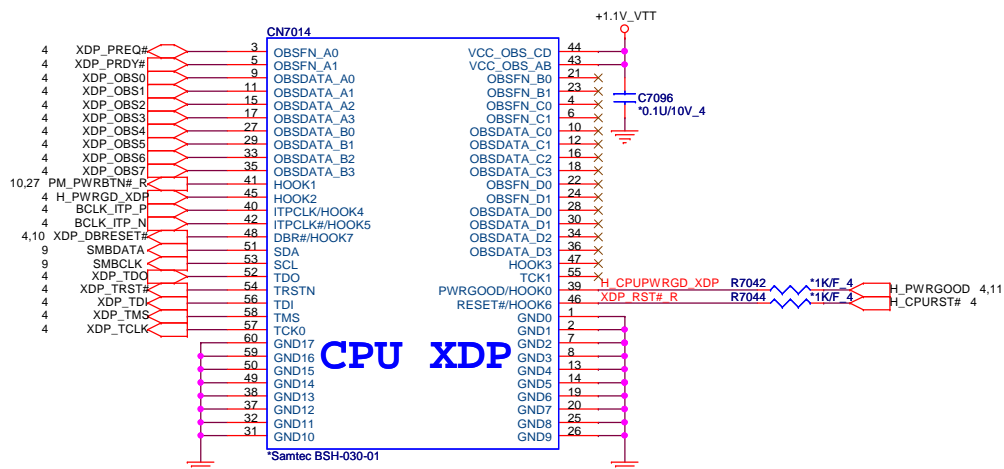 +1.1V_VTT
CN7014
4 XDP_PREQ# 3 OBSFN_A0 VCC_OBS_CD 44
4 XDP_PRDY# 5 OBSFN_A1 VCC_OBS_AB 43
4 XDP_OBS0 9 OBSDATA_A0 OBSFN_B0 21
4 XDP_OBS1 11 OBSDATA_A1 OBSFN_B1 23
4 XDP_OBS2 15 OBSDATA_A2 OBSFN_C0 4
4 XDP_OBS3 17 OBSDATA_A3 OBSFN_C1 6
4 XDP_OBS4 27 OBSDATA_B0 OBSDATA_C0 10
4 XDP_OBS5 29 OBSDATA_B1 OBSDATA_C1 12
4 XDP_OBS6 33 OBSDATA_B2 OBSDATA_C2 16
4 XDP_OBS7 35 OBSDATA_B3 OBSDATA_C3 18
10,27 PM_PWRBTN#_R 41 HOOK1 OBSFN_D0 22
4 H_PWRGD_XDP 45 HOOK2 OBSFN_D1 24
4 BCLK_ITP_P 40 ITPCLK/HOOK4 OBSDATA_D0 28
4 BCLK_ITP_N 42 ITPCLK#/HOOK5 OBSDATA_D1 30
4,10 XDP_DBRESET# 48 DBR#/HOOK7 OBSDATA_D2 34
9 SMBDATA 51 SDA OBSDATA_D3 36
9 SMBCLK 53 SCL HOOK3 47
4 XDP_TDO 52 TDO TCK1 55
4 XDP_TRST# 54 TRSTN PWRGOOD/HOOK0 39 H_CPUPWRGD_XDP R7042 *1K/F_4 H_PWRGOOD 4,11
4 XDP_TDI 56 TDI RESET#/HOOK6 46 XDP_RST#_R R7044 *1K/F_4 H_CPURST# 4
4 XDP_TMS 58 TMS GND0 1
4 XDP_TCLK 57 TCK0 GND1 2
60 GND17 GND2 7
59 GND16 GND3 8
50 GND15 GND4 13
49 GND14 GND5 14
38 GND13 GND6 19
37 GND12 GND7 20
32 GND11 GND8 25
31 GND10 GND9 26
C7096
*0.1U/10V_4
CPU XDP
*Samtec BSH-030-01